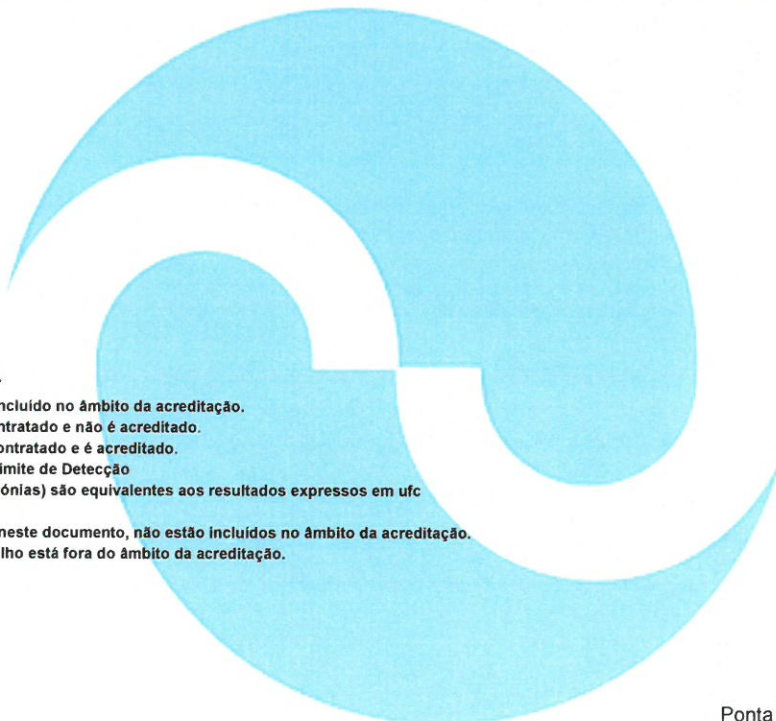 ncluído no âmbito da acreditação.
ntratado e não é acreditado.
ontratado e é acreditado.
imite de Detecção
ónias) são equivalentes aos resultados expressos em ufc
neste documento, não estão incluídos no âmbito da acreditação.
lho está fora do âmbito da acreditação.
Ponta